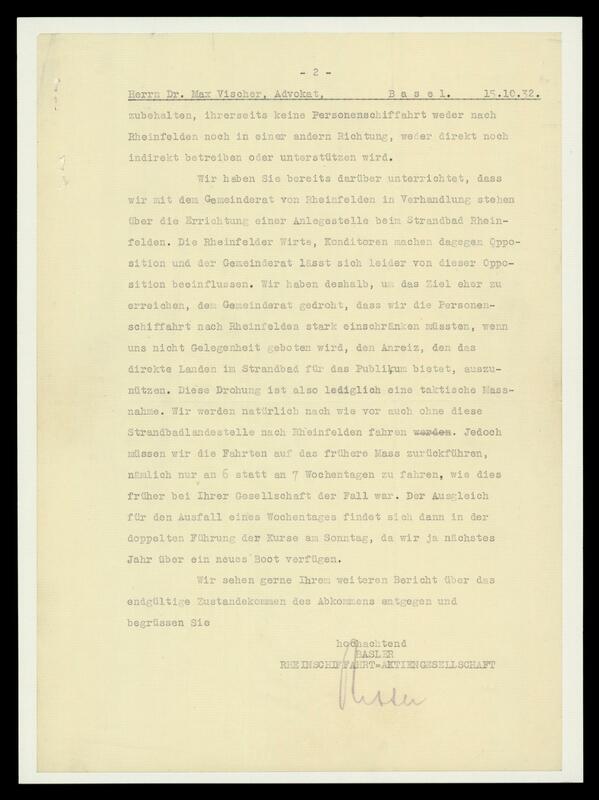 - 2 -
Herrn Dr. Max Vischer, Advokat, B a s e l. 15.10.32.
zubehalten, ihrerseits keine Personenschiffahrt weder nach
Rheinfelden noch in einer andern Richtung, weder direkt noch
indirekt betreiben oder unterstützen wird.
Wir haben Sie bereits darüber unterrichtet, dass
wir mit dem Gemeinderat von Rheinfelden in Verhandlung stehen
über die Errichtung einer Anlegestelle beim Strandbad Rhein-
felden. Die Rheinfelder Wirte, Konditoren machen dagegen Oppo-
sition und der Gemeinderat lässt sich leider von dieser Oppo-
sition beeinflussen. Wir haben deshalb, um das Ziel eher zu
erreichen, dem Gemeinderat gedroht, dass wir die Personen-
schiffahrt nach Rheinfelden stark einschränken müssten, wenn
uns nicht Gelegenheit geboten wird, den Anreiz, den das
direkte Landen im Strandbad für das Publikum bietet, auszu-
nützen. Diese Drohung ist also lediglich eine taktische Mass-
nahme. Wir werden natürlich nach wie vor auch ohne diese
Strandbadlandestelle nach Rheinfelden fahren werden. Jedoch
müssen wir die Fahrten auf das frühere Mass zurückführen,
nämlich nur an 6 statt an 7 Wochentagen zu fahren, wie dies
früher bei Ihrer Gesellschaft der Fall war. Der Ausgleich
für den Ausfall eines Wochentages findet sich dann in der
doppelten Führung der Kurse am Sonntag, da wir ja nächstes
Jahr über ein neues Boot verfügen.
Wir sehen gerne Ihrem weiteren Bericht über das
endgültige Zustandekommen des Abkommens entgegen und
begrüssen Sie
hochachtend
BASLER
RHEINSCHIFFAHRT-AKTIENGESELLSCHAFT